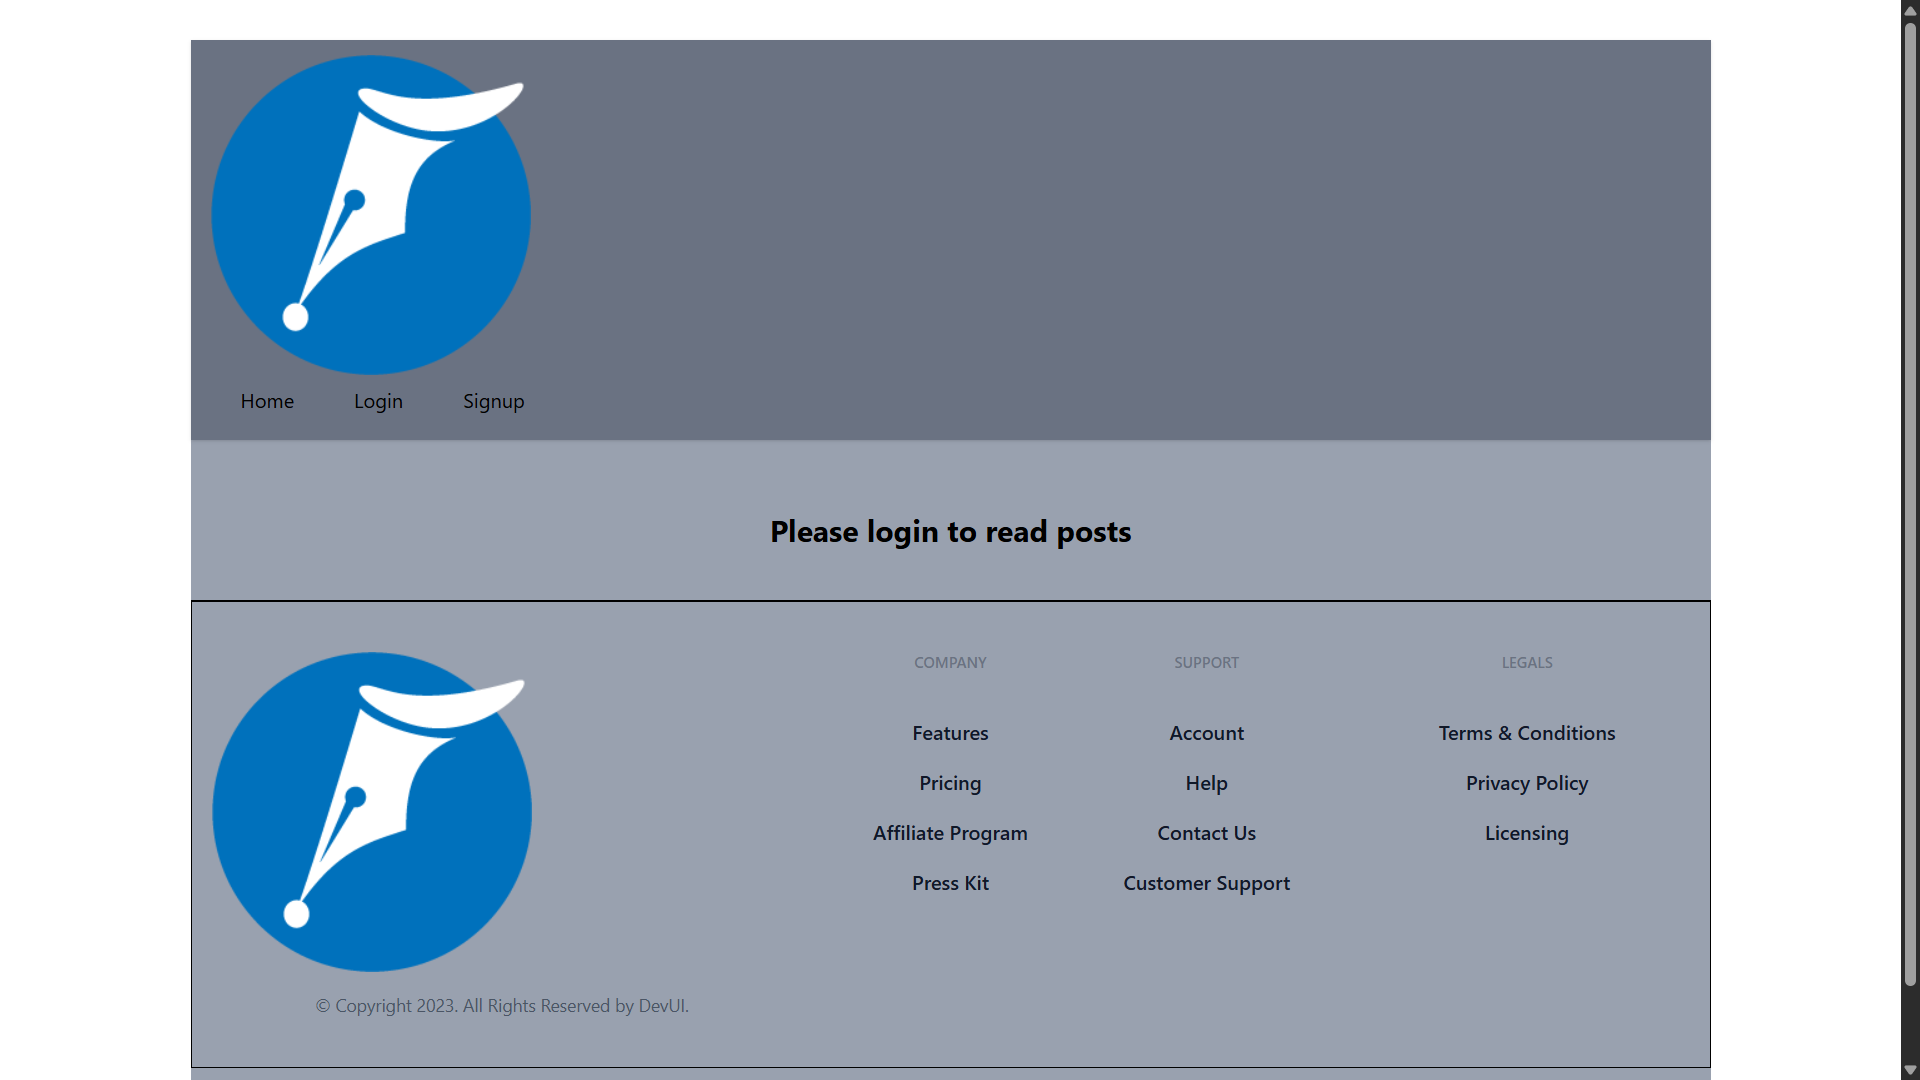 Home Login Signup
Please login to read posts
COMPANY
Features
Pricing
Affiliate Program
Press Kit
SUPPORT
Account
Help
Contact Us
Customer Support
LEGALS
Terms & Conditions
Privacy Policy
Licensing
© Copyright 2023. All Rights Reserved by DevUI.